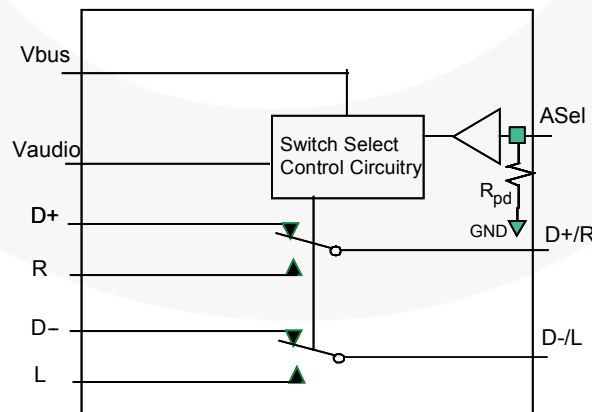 Vbus
ASel
Switch Select
Control Circuitry
Vaudio
Rpd
GND
D+
D+/R
R
D–
D-/L
L